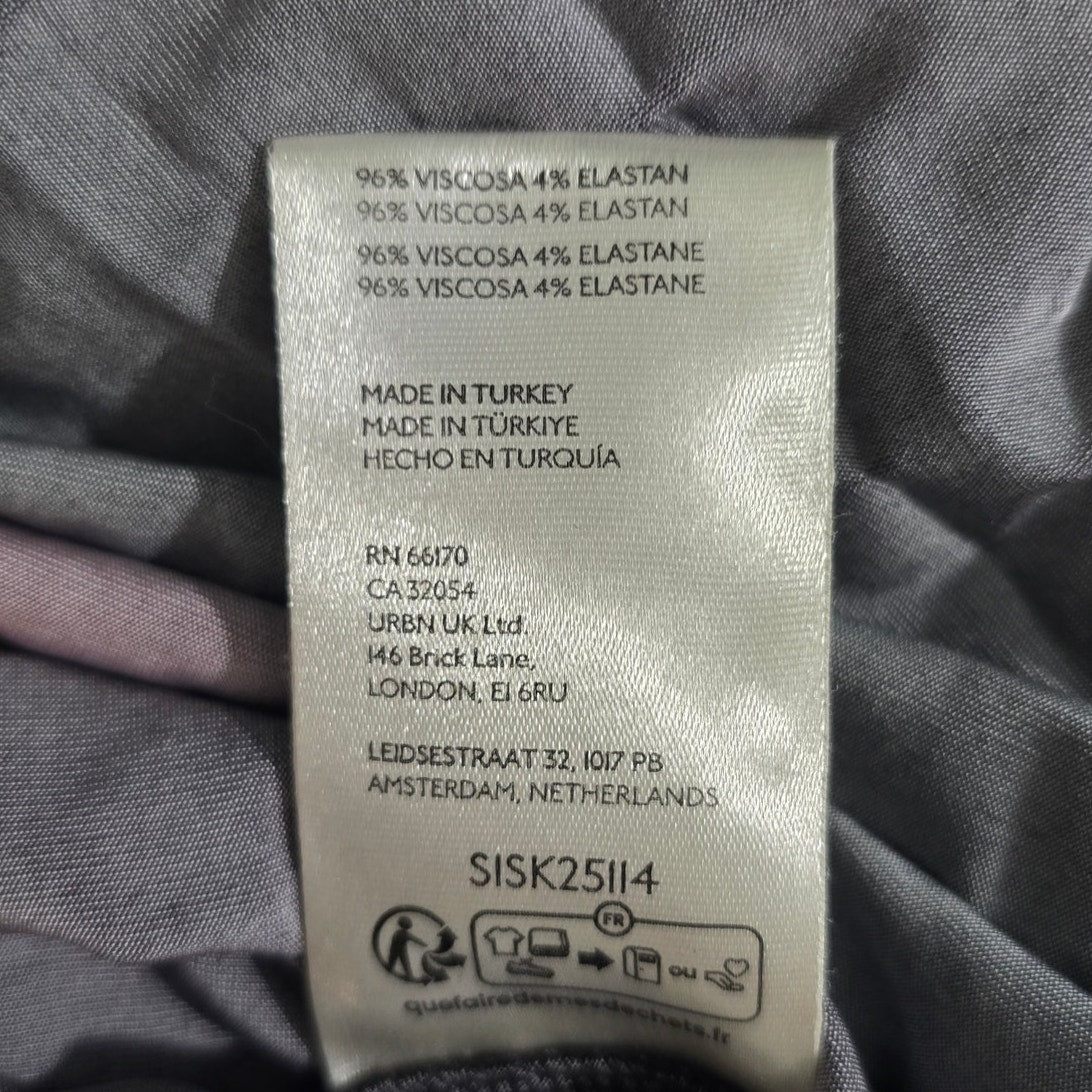 96% VISCOSA 4% ELASTAN
96% VISCOSA 4% ELASTAN
96% VISCOSA 4% ELASTANE
96% VISCOSA 4% ELASTANE
MADE IN TURKEY
MADE IN TÜRKIYE
HECHO EN TURQUÍA
RN 66170
CA 32054
URBN UK Ltd.
146 Brick Lane,
LONDON, E1 6RU
LEIDSESTRAAT 32, 1017 PB
AMSTERDAM, NETHERLANDS
SISK25114
FR
ou
quefairedemesdechets.fr